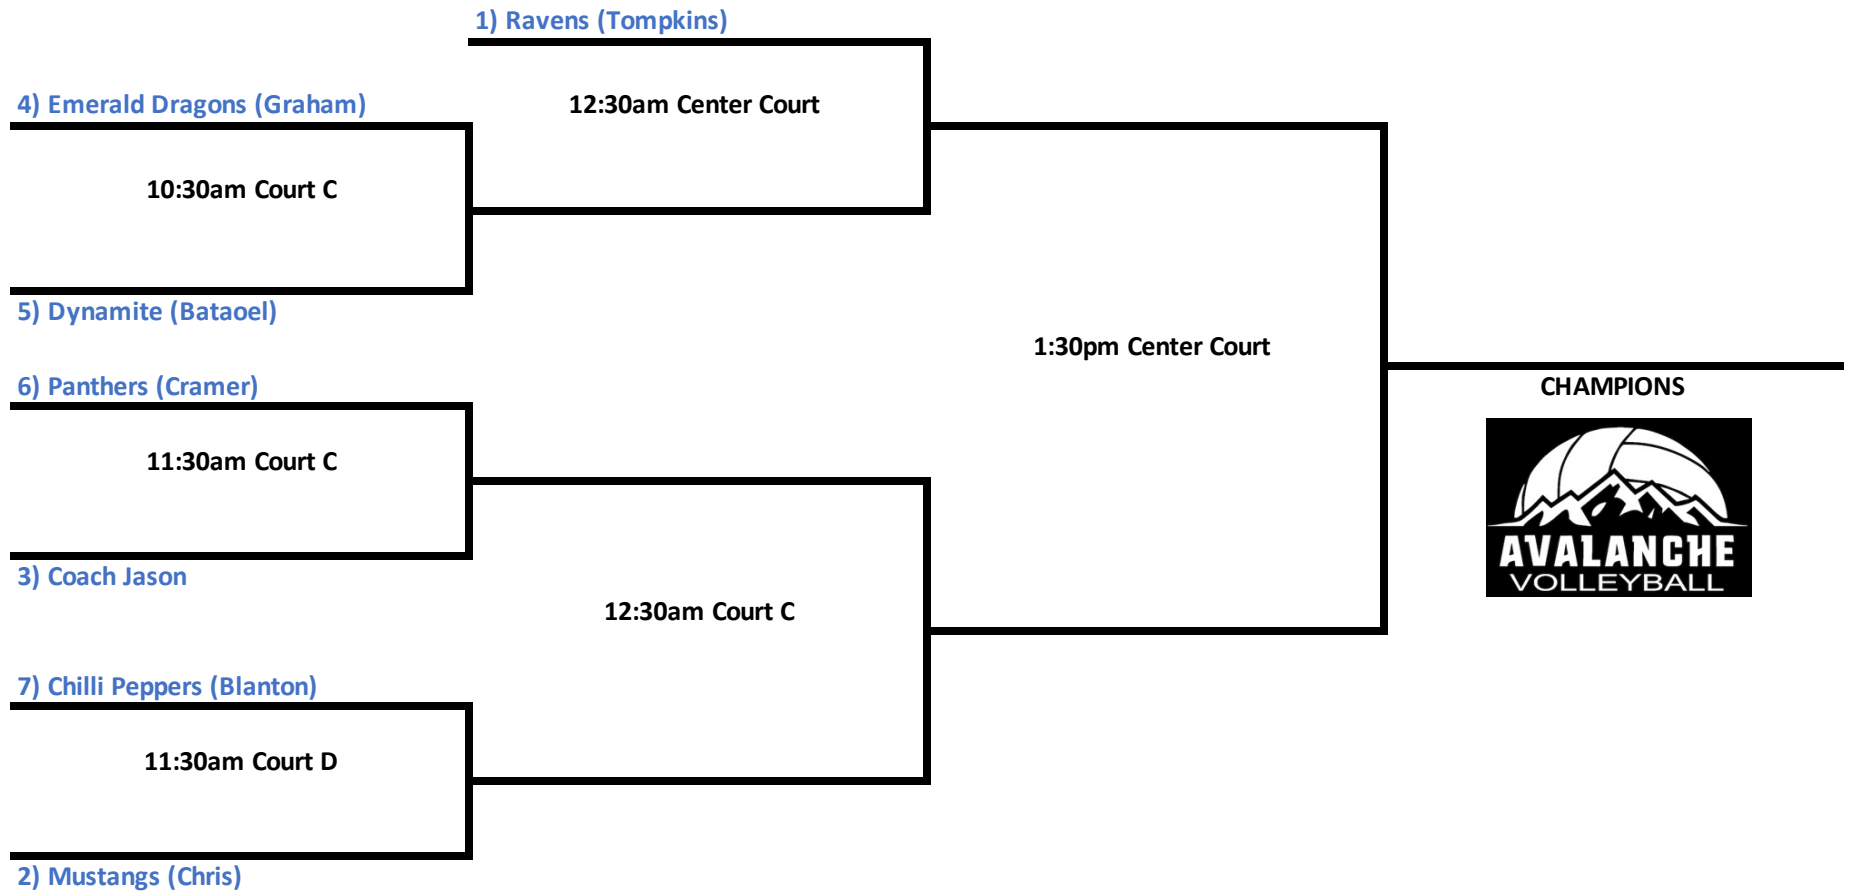 1) Ravens (Tompkins)
4) Emerald Dragons (Graham)
12:30am Center Court
10:30am Court C
5) Dynamite (Bataoel)
1:30pm Center Court
6) Panthers (Cramer)
CHAMPIONS
11:30am Court C
AVALANCHE
VOLLEYBALL
3) Coach Jason
12:30am Court C
7) Chilli Peppers (Blanton)
11:30am Court D
2) Mustangs (Chris)